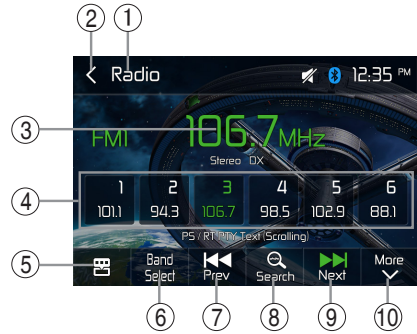 ② ①
Radio 12:35 PM
③
FM1 106.7MHz
Stereo DX
④
1 2 3 4 5 6
101.1 94.3 106.7 98.5 102.9 88.1
PS / RT PTY Text (Scrolling)
⑤
Band Select Prev Search Next More
⑥ ⑦ ⑧ ⑨ ⑩